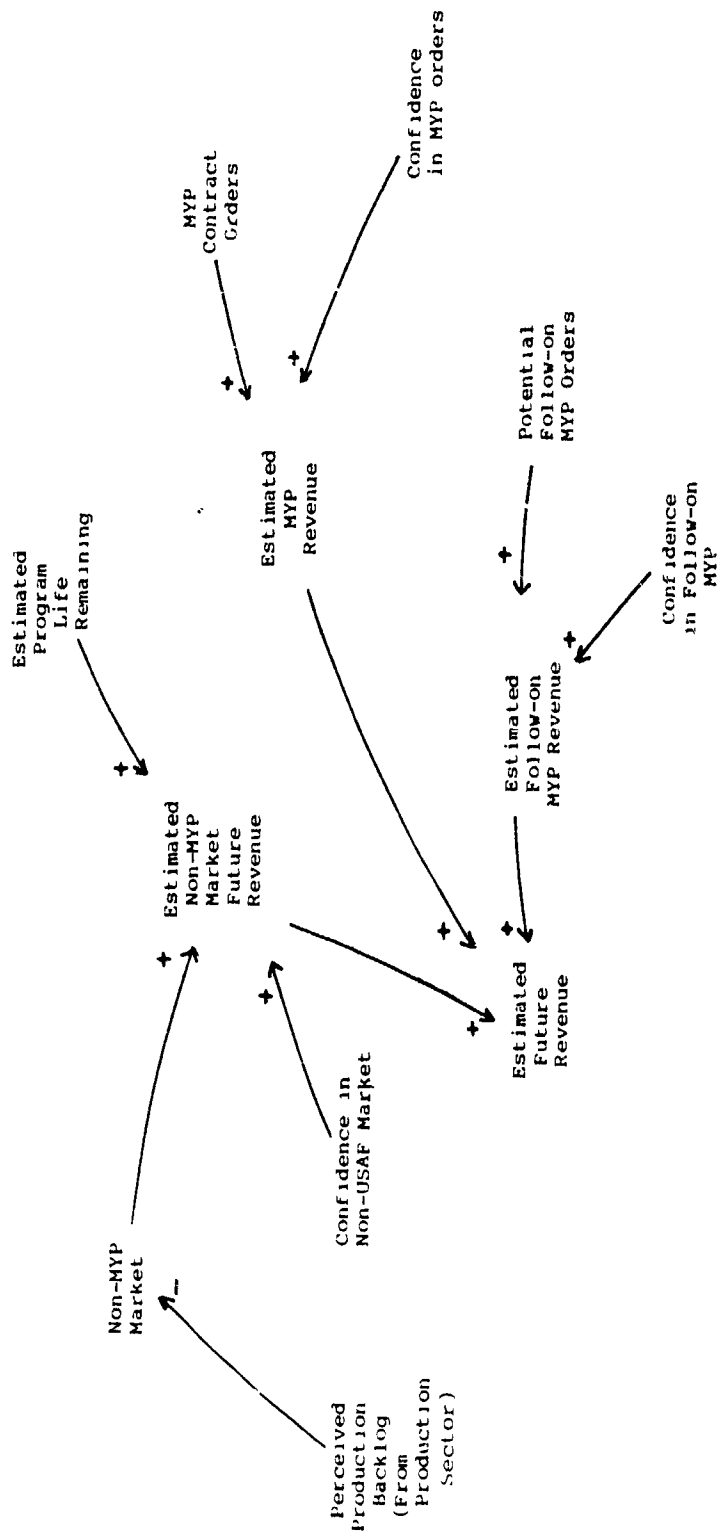 Perceived
Production
Backlog
(From
Production
Sector)
Non-MYP
Market
-
Confidence in
Non-USAF Market
+
+
Estimated
Non-MYP
Market
Future
Revenue
+
Estimated
Program
Life
Remaining
Estimated
Future
Revenue
+
+
+
Estimated
MYP
Revenue
+
+
MYP
Contract
Orders
Confidence
in MYP orders
Estimated
Follow-on
MYP Revenue
+
+
Potential
Follow-on
MYP Orders
Confidence
in Follow-on
MYP